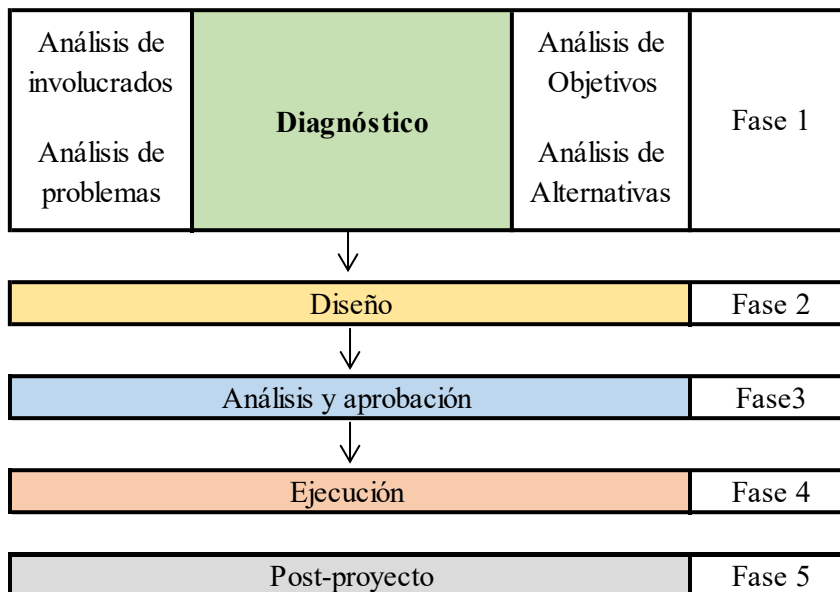 Análisis de
involucrados
Análisis de
problemas
Diagnóstico
Análisis de
Objetivos
Análisis de
Alternativas
Fase 1
Diseño
Fase 2
Análisis y aprobación
Fase3
Ejecución
Fase 4
Post-proyecto
Fase 5